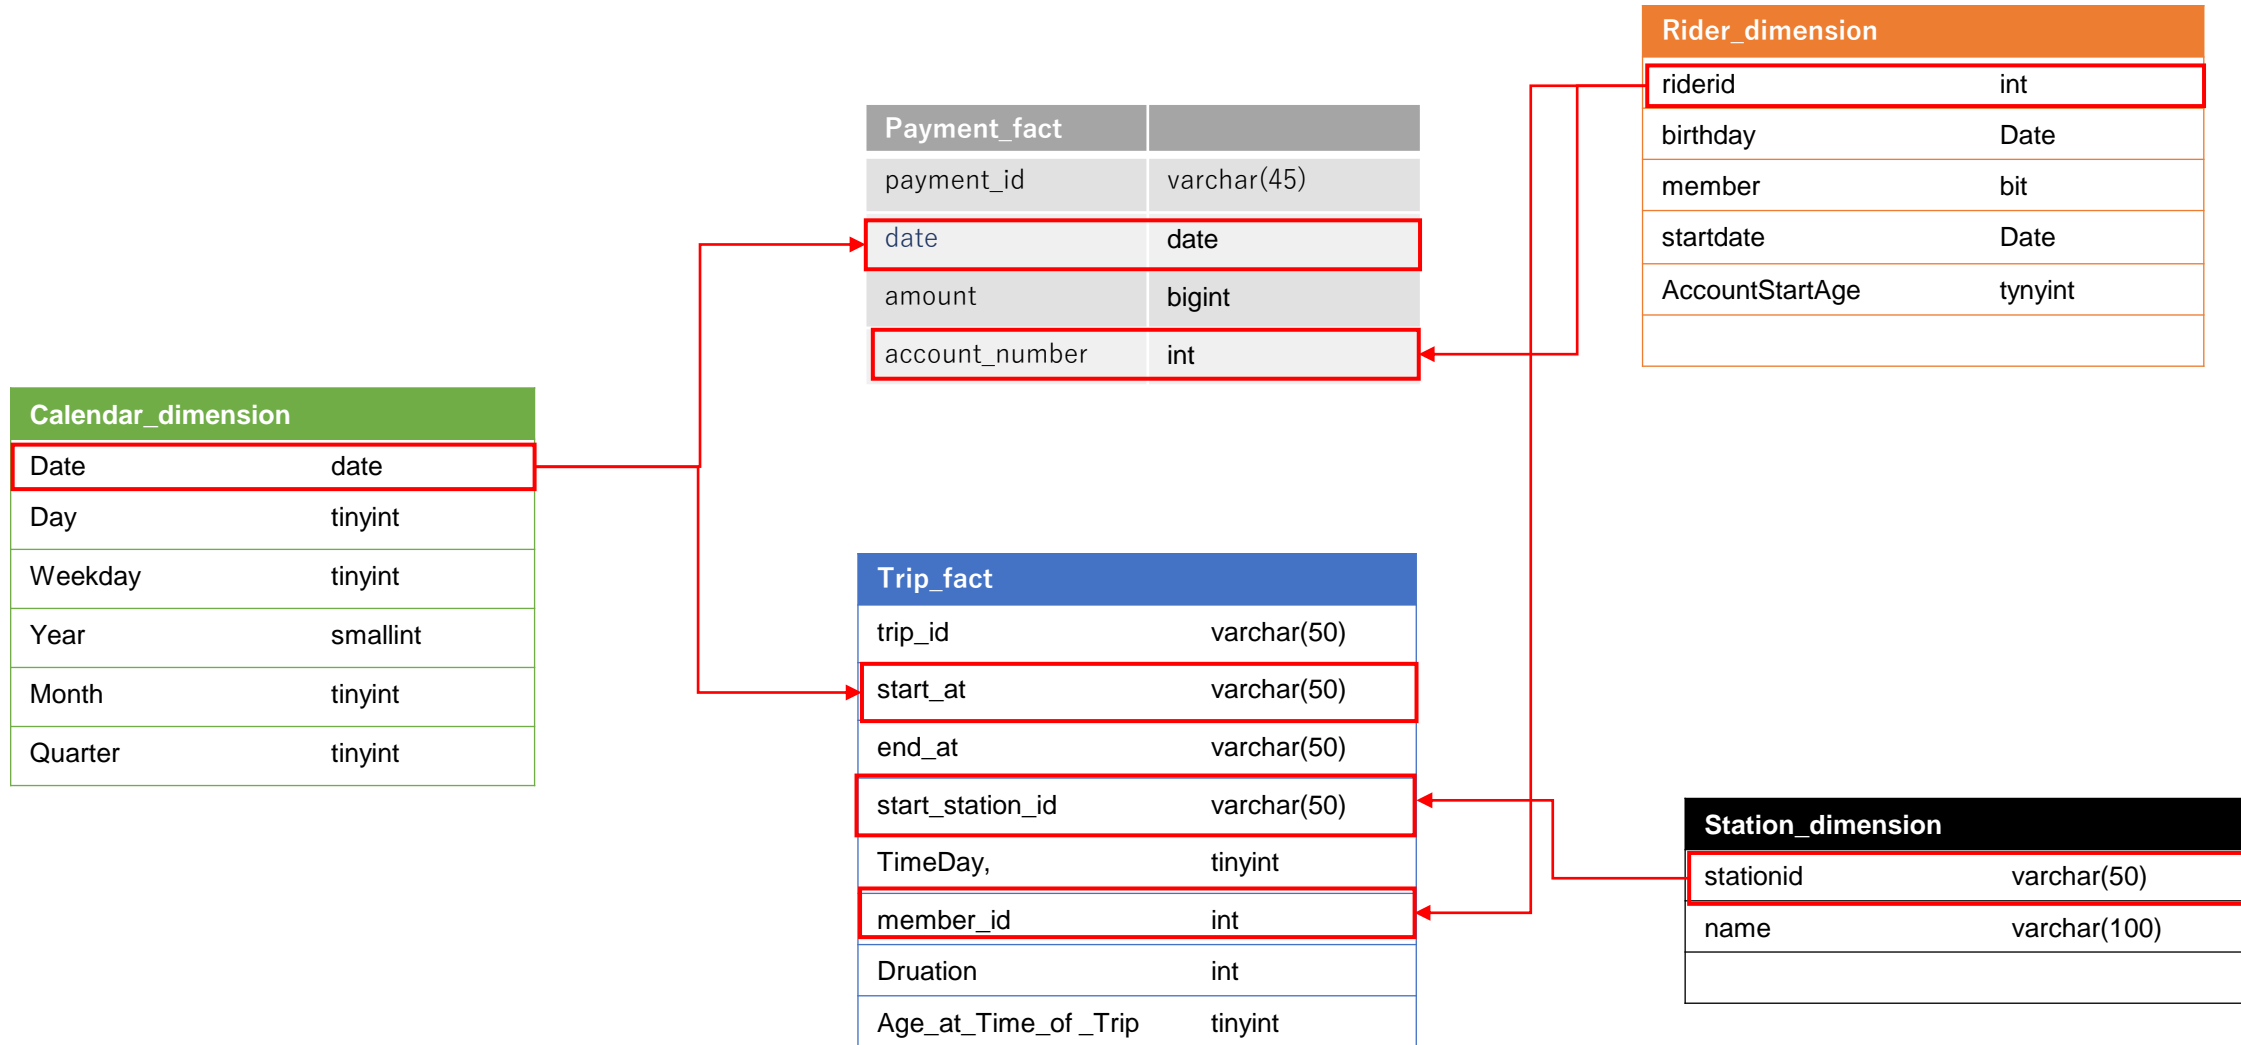 Rider_dimension
riderid int
birthday Date
member bit
startdate Date
AccountStartAge tynyint
Payment_fact
payment_id varchar(45)
date date
amount bigint
account_number int
Calendar_dimension
Date date
Day tinyint
Weekday tinyint
Year smallint
Month tinyint
Quarter tinyint
Trip_fact
trip_id varchar(50)
start_at varchar(50)
end_at varchar(50)
start_station_id varchar(50)
TimeDay, tinyint
member_id int
Druation int
Age_at_Time_of _Trip tinyint
Station_dimension
stationid varchar(50)
name varchar(100)